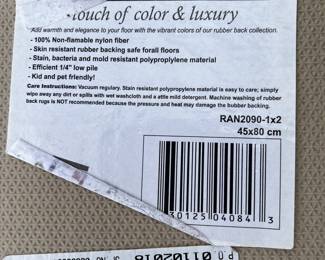 touch of color & luxury
Add warmth and elegance to your floor with the vibrant colors of our rubber back collection.
- 100% Non-flamable nylon fiber
- Skin resistant rubber backing safe forall floors
- Stain, bacteria and mold resistant polypropylene material
- Efficient 1/4" low pile
- Kid and pet friendly!
Care Instructions: Vacuum regulary. Stain resistant polypropylene material is easy to care; simply
wipe away any dirt or spills with wet washcloth and a attle mild detergent. Machine washing of rubber
back rugs is NOT recommended because the pressure and heat may damage the rubber backing.
RAN2090-1x2
45x80 cm
30125 04084 3